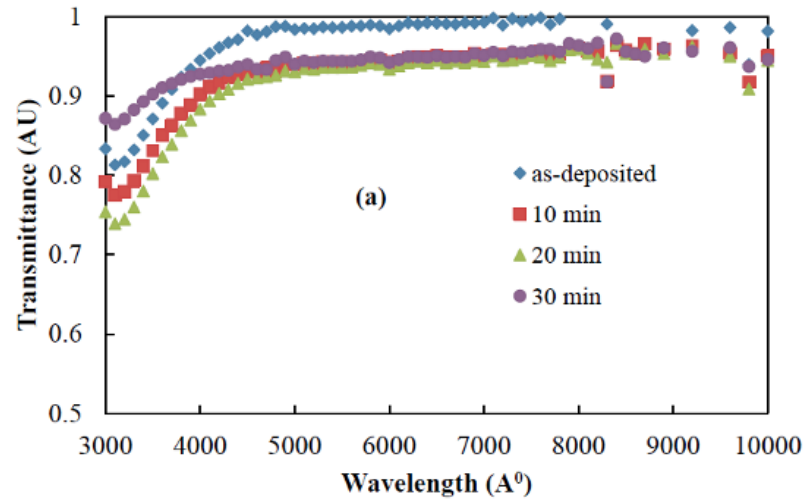 1
0.9
0.8
0.7
0.6
0.5
Transmittance (AU)
(a)
as-deposited
10 min
20 min
30 min
3000 4000 5000 6000 7000 8000 9000 10000
Wavelength (A⁰)